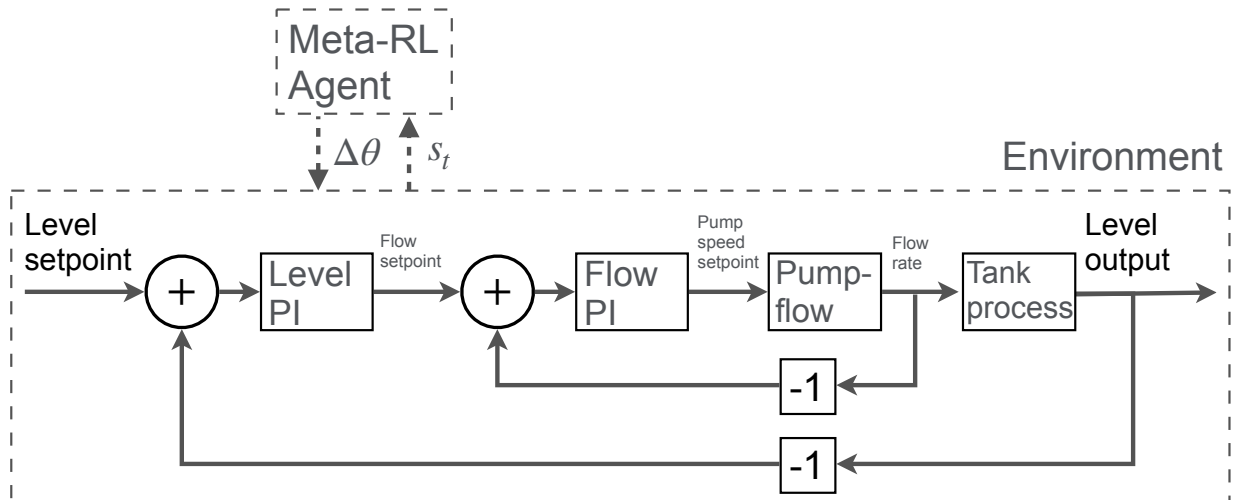 Meta-RL
Agent
Δθ
s_t
Environment
Level
setpoint
+
Level
PI
Flow
setpoint
+
Flow
PI
Pump
speed
setpoint
Pump-
flow
Flow
rate
Tank
process
Level
output
-1
-1